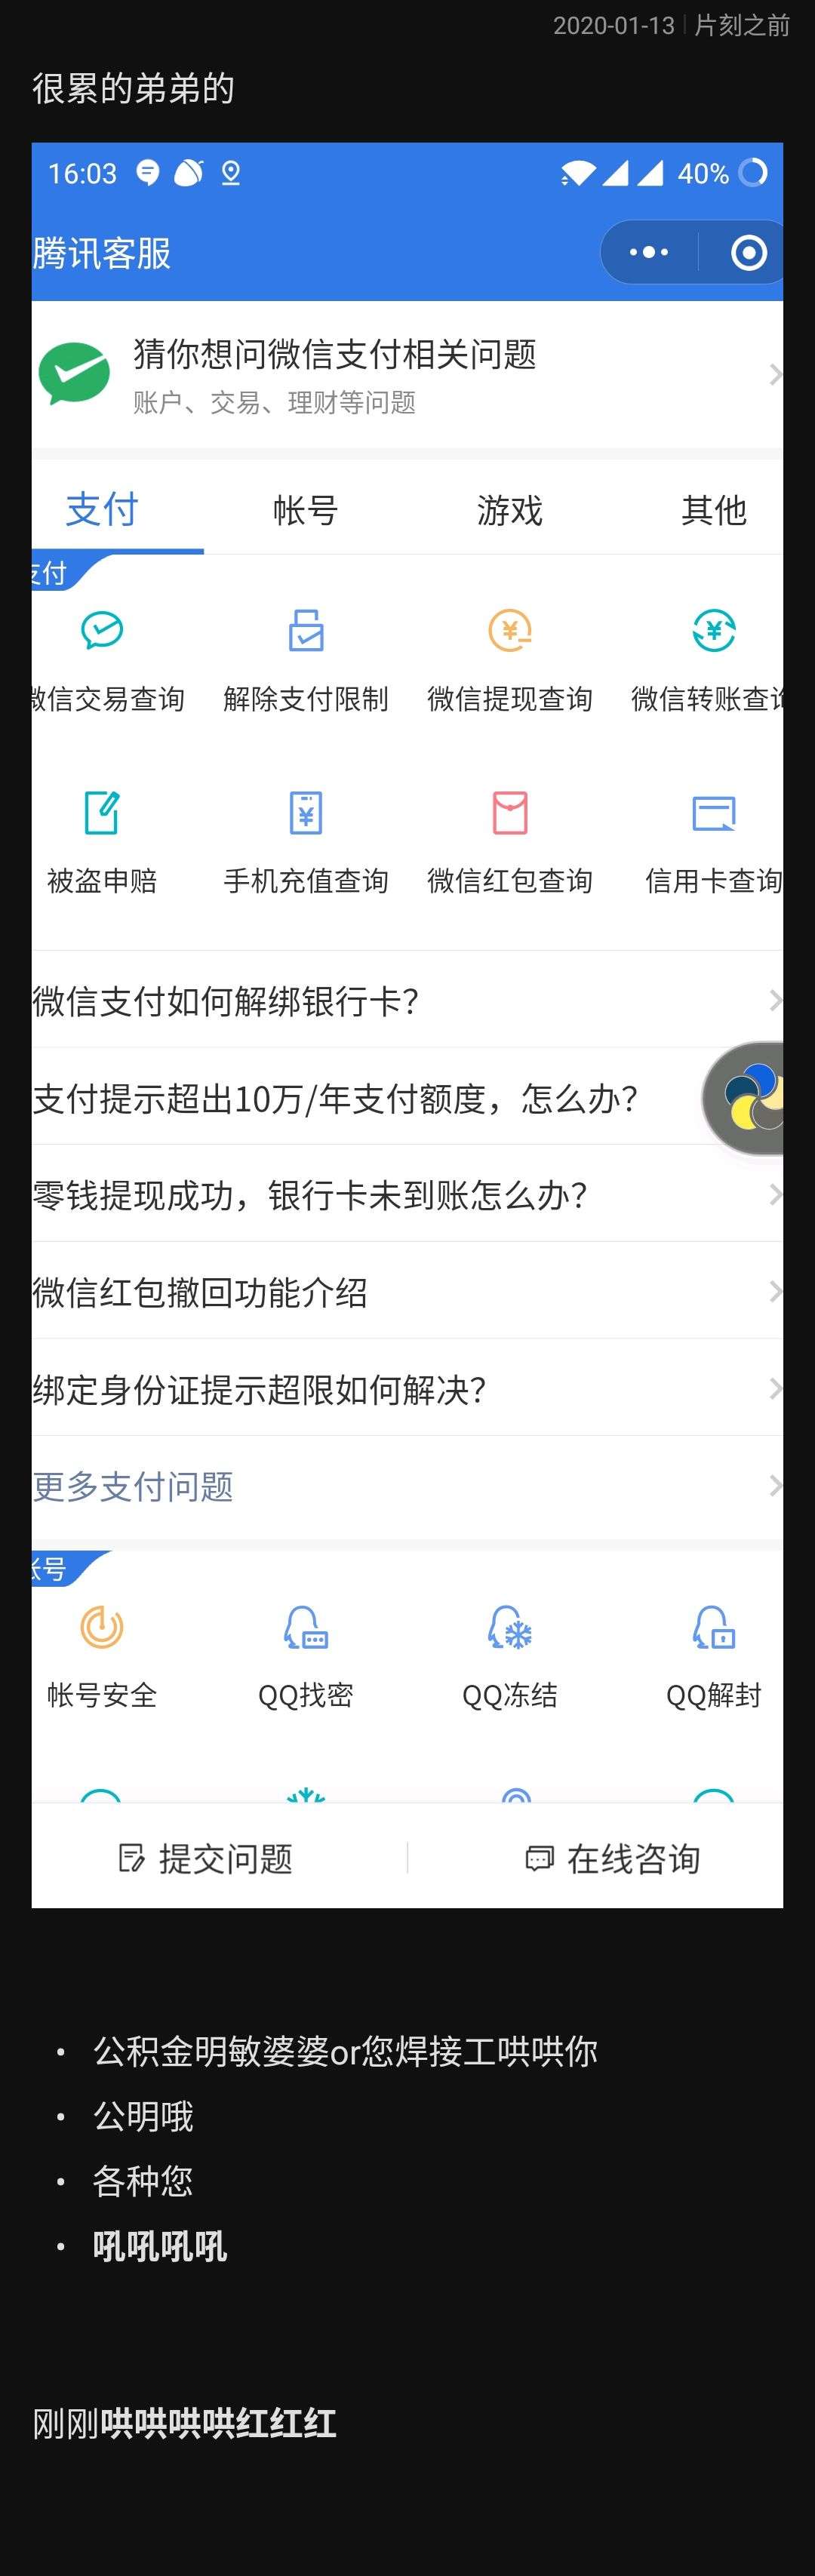 2020-01-13 | 片刻之前
很累的弟弟的
16:03 40%
腾讯客服
猜你想问微信支付相关问题
账户、交易、理财等问题
支付 帐号 游戏 其他
支付
微信交易查询 解除支付限制 微信提现查询 微信转账查询
被盗申赔 手机充值查询 微信红包查询 信用卡查询
微信支付如何解绑银行卡？
支付提示超出10万/年支付额度，怎么办？
零钱提现成功，银行卡未到账怎么办？
微信红包撤回功能介绍
绑定身份证提示超限如何解决？
更多支付问题
账号
帐号安全 QQ找密 QQ冻结 QQ解封
提交问题 在线咨询
• 公积金明敏婆婆or您焊接工哄哄你
• 公明哦
• 各种您
• 吼吼吼吼
刚刚哄哄哄哄红红红